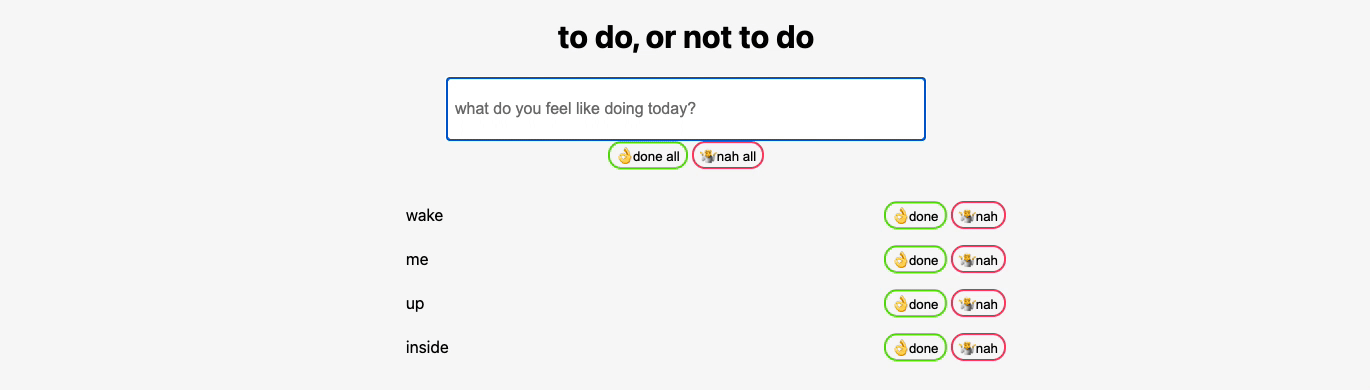 to do, or not to do
what do you feel like doing today?
👌done all 🤷‍♀️nah all
wake 👌done 🤷‍♀️nah
me 👌done 🤷‍♀️nah
up 👌done 🤷‍♀️nah
inside 👌done 🤷‍♀️nah